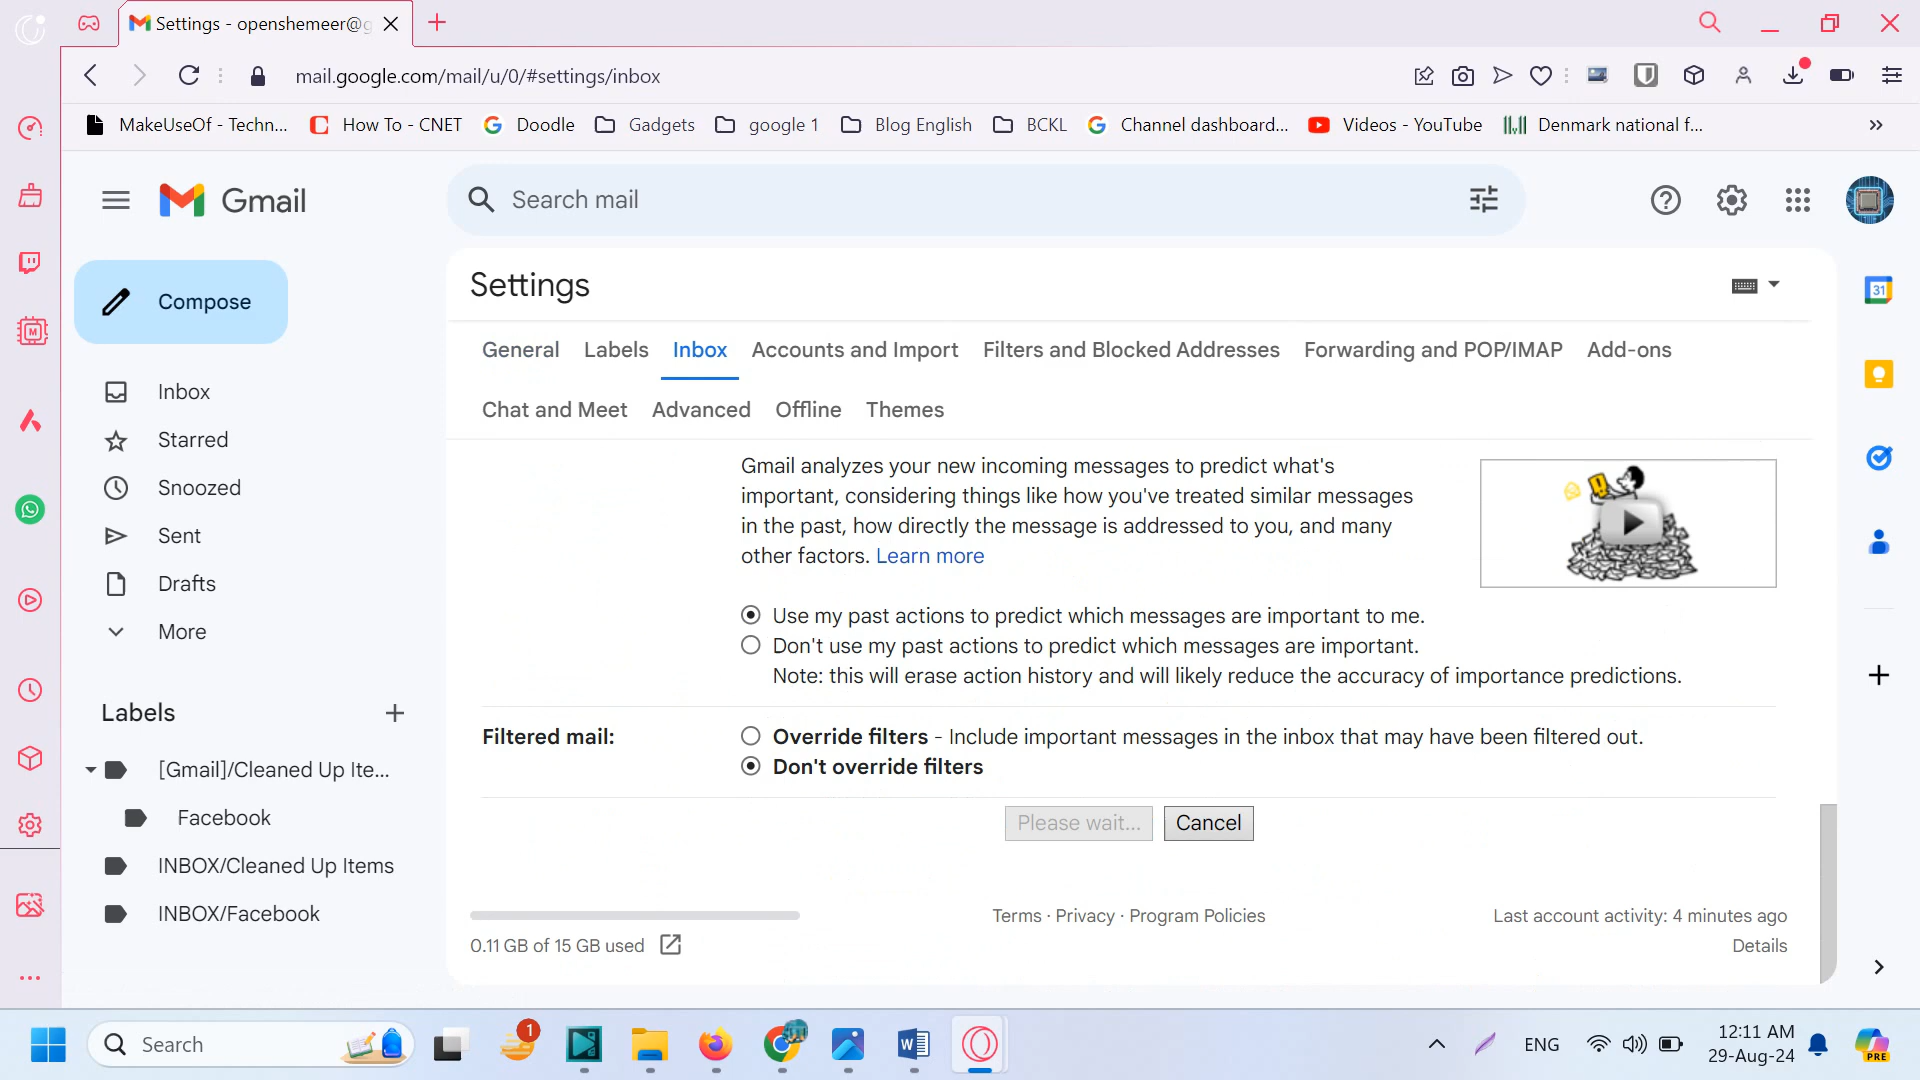 Settings - openshemeer@g
mail.google.com/mail/u/0/#settings/inbox
MakeUseOf - Techn...
How To - CNET
Doodle
Gadgets
google 1
Blog English
BCKL
Channel dashboard...
Videos - YouTube
Denmark national f...
Gmail
Search mail
Compose
Inbox
Starred
Snoozed
Sent
Drafts
More
Labels
[Gmail]/Cleaned Up Ite...
Facebook
INBOX/Cleaned Up Items
INBOX/Facebook
Settings
General Labels Inbox Accounts and Import Filters and Blocked Addresses Forwarding and POP/IMAP Add-ons
Chat and Meet Advanced Offline Themes
Gmail analyzes your new incoming messages to predict what's
important, considering things like how you've treated similar messages
in the past, how directly the message is addressed to you, and many
other factors. Learn more
Use my past actions to predict which messages are important to me.
Don't use my past actions to predict which messages are important.
Note: this will erase action history and will likely reduce the accuracy of importance predictions.
Filtered mail:
Override filters - Include important messages in the inbox that may have been filtered out.
Don't override filters
Please wait... Cancel
0.11 GB of 15 GB used
Terms · Privacy · Program Policies
Last account activity: 4 minutes ago
Details
31
Search
1
ENG
12:11 AM
29-Aug-24
PRE